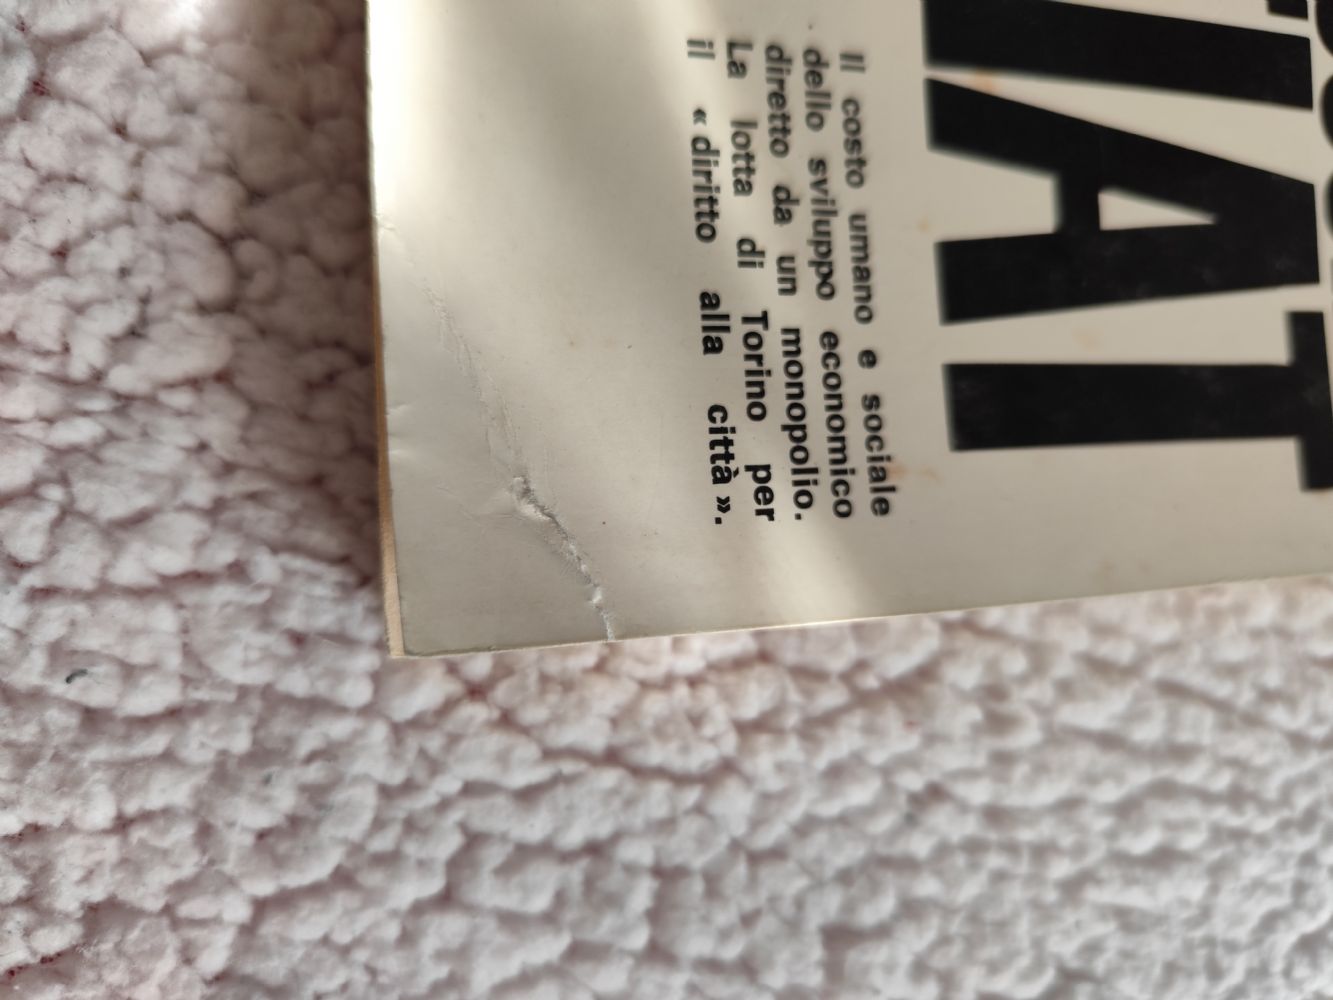 IAT
Il costo umano e sociale
dello sviluppo economico
diretto da un monopolio.
La lotta di Torino per
il « diritto alla città ».